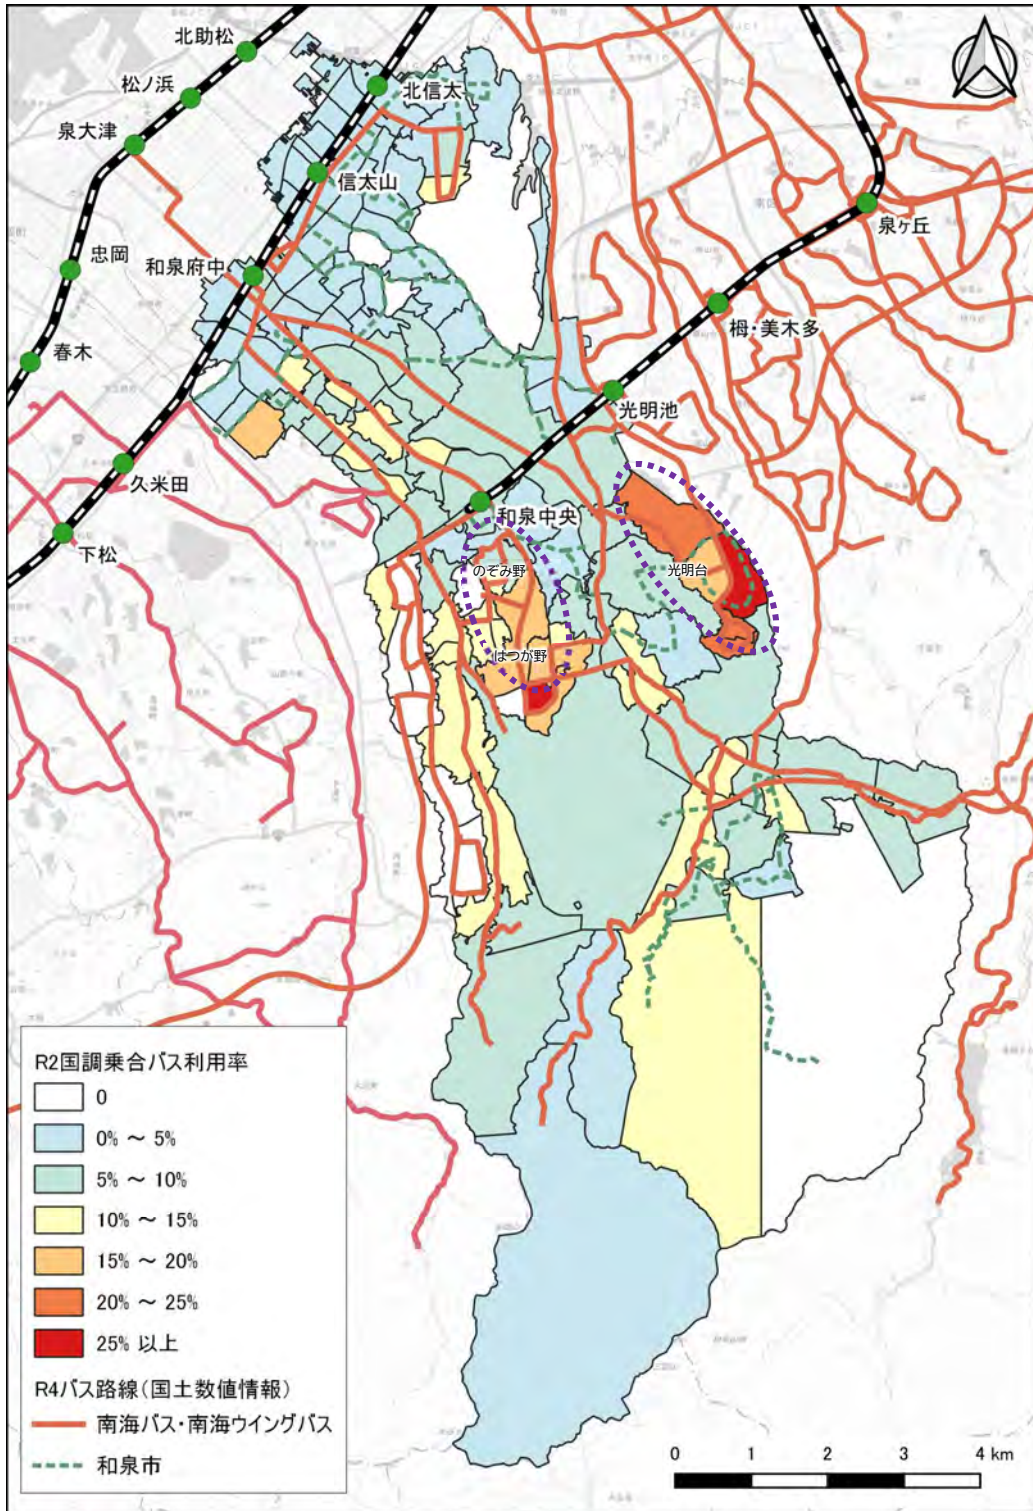 北助松
松ノ浜
北信太
泉大津
信太山
泉ヶ丘
忠岡
和泉府中
栂・美木多
春木
光明池
久米田
和泉中央
下松
のぞみ野
光明台
はつが野
R2国調乗合バス利用率
0
0% ～ 5%
5% ～ 10%
10% ～ 15%
15% ～ 20%
20% ～ 25%
25% 以上
R4バス路線(国土数値情報)
南海バス・南海ウイングバス
和泉市
0 1 2 3 4 km